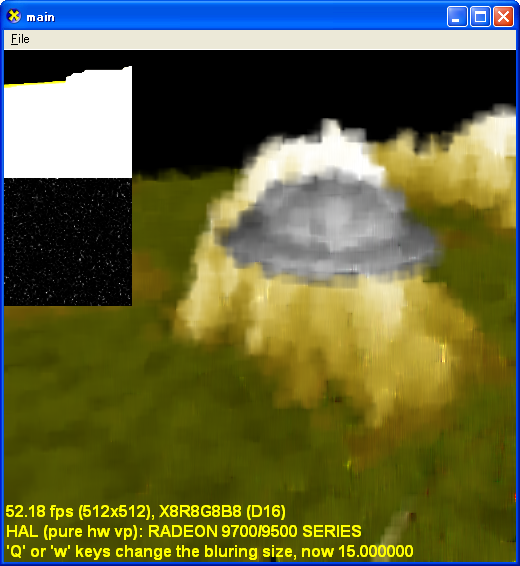 main
File
52.18 fps (512x512), X8R8G8B8 (D16)
HAL (pure hw vp): RADEON 9700/9500 SERIES
'Q' or 'w' keys change the bluring size, now 15.000000